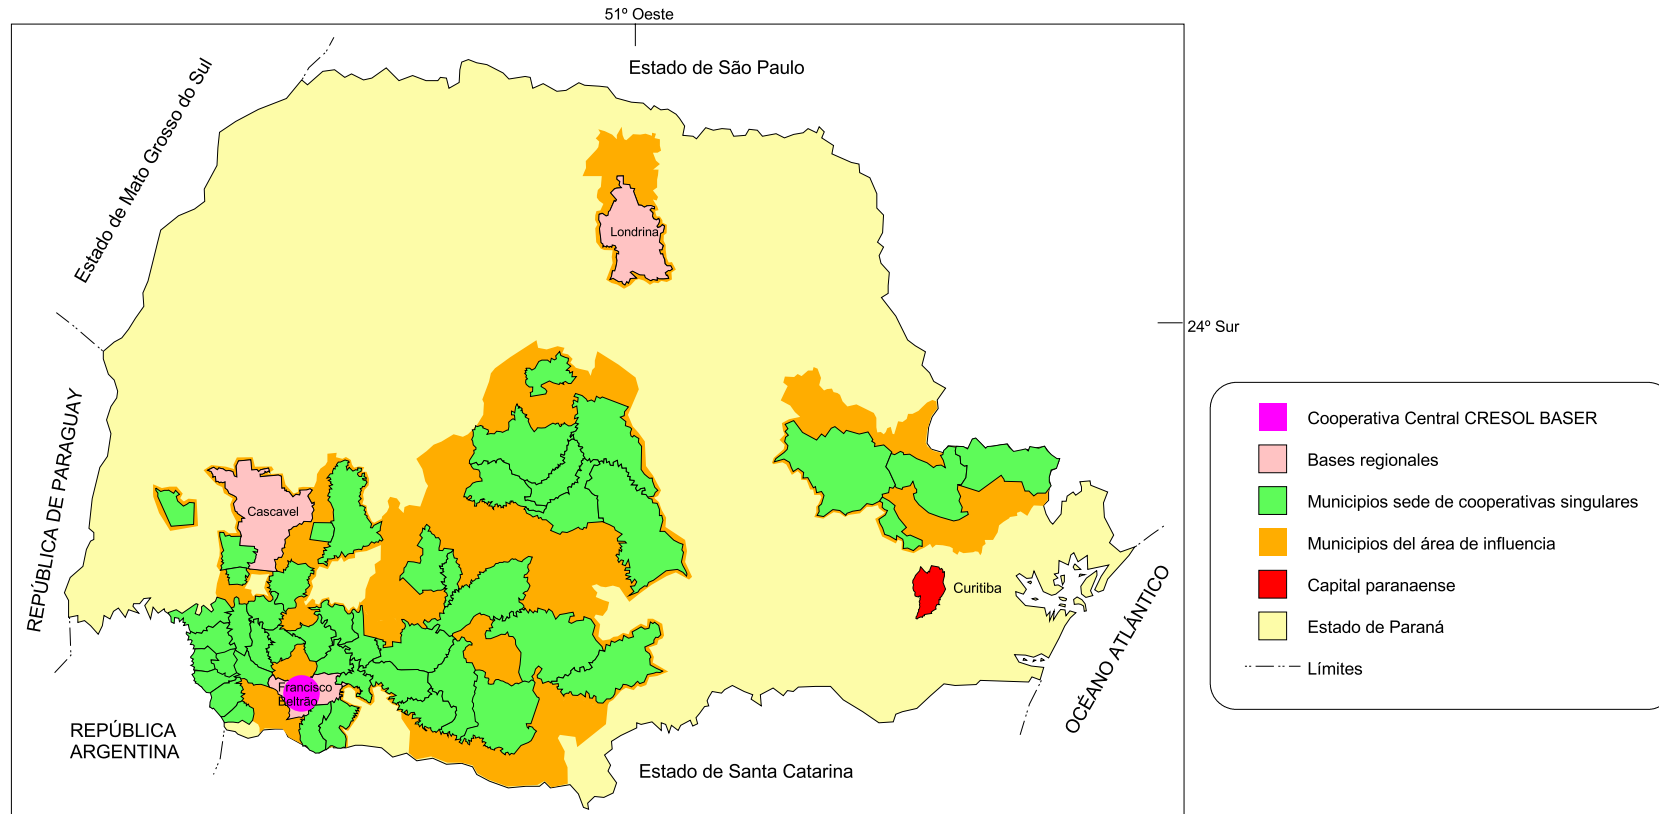 51º Oeste
Estado de São Paulo
Estado de Mato Grosso do Sul
Londrina
24º Sur
REPÚBLICA DE PARAGUAY
Cascavel
Curitiba
OCÉANO ATLÁNTICO
Francisco
Beltrão
REPÚBLICA
ARGENTINA
Estado de Santa Catarina
Cooperativa Central CRESOL BASER
Bases regionales
Municipios sede de cooperativas singulares
Municipios del área de influencia
Capital paranaense
Estado de Paraná
Límites